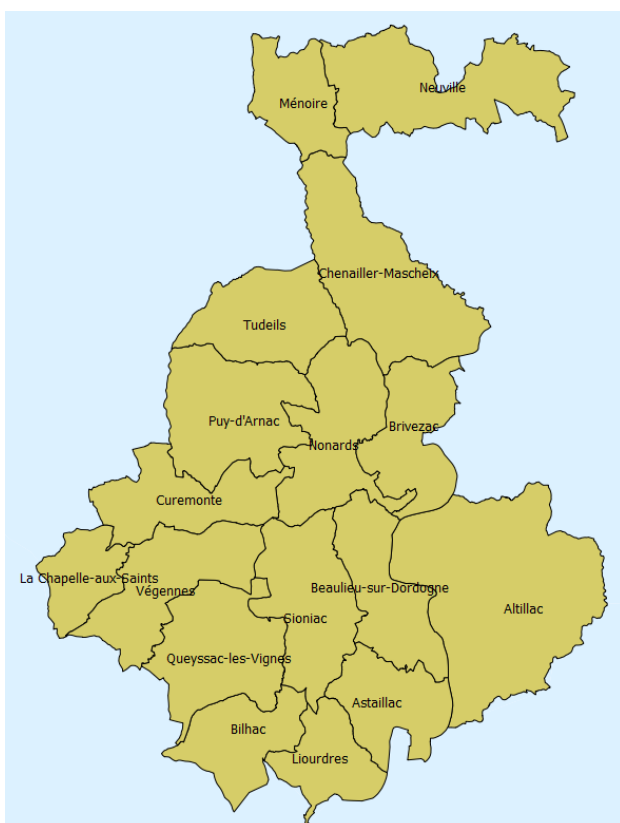 Neuville
Ménoire
Chenailler-Mascheix
Tudeils
Puy-d'Arnac
Brivezac
Nonards
Curemonte
La Chapelle-aux-Saints
Végennes
Beaulieu-sur-Dordogne
Altillac
Sioniac
Queyssac-les-Vignes
Astaillac
Bilhac
Liourdres